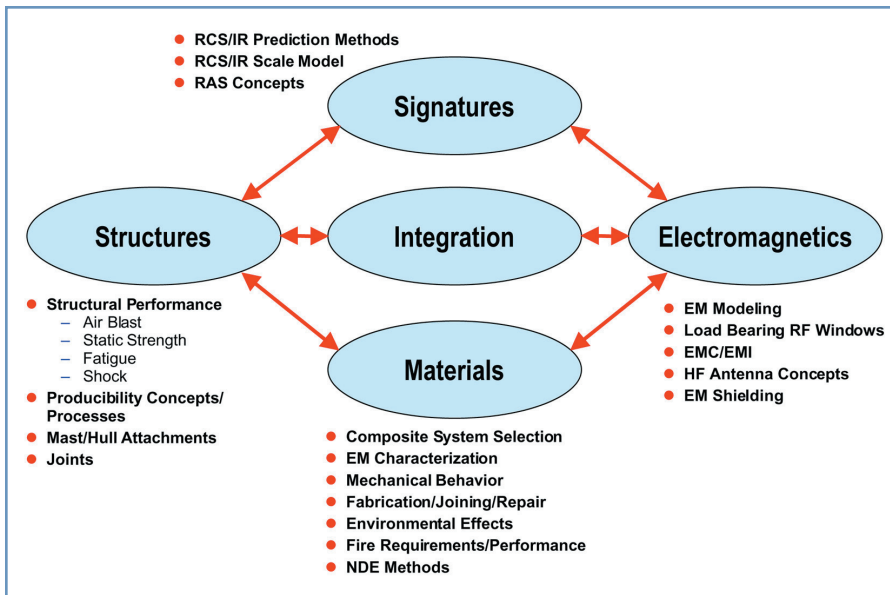 ● RCS/IR Prediction Methods
● RCS/IR Scale Model
● RAS Concepts
Signatures
Structures
Integration
Electromagnetics
● Structural Performance
– Air Blast
– Static Strength
– Fatigue
– Shock
● Producibility Concepts/
Processes
● Mast/Hull Attachments
● Joints
Materials
● Composite System Selection
● EM Characterization
● Mechanical Behavior
● Fabrication/Joining/Repair
● Environmental Effects
● Fire Requirements/Performance
● NDE Methods
● EM Modeling
● Load Bearing RF Windows
● EMC/EMI
● HF Antenna Concepts
● EM Shielding